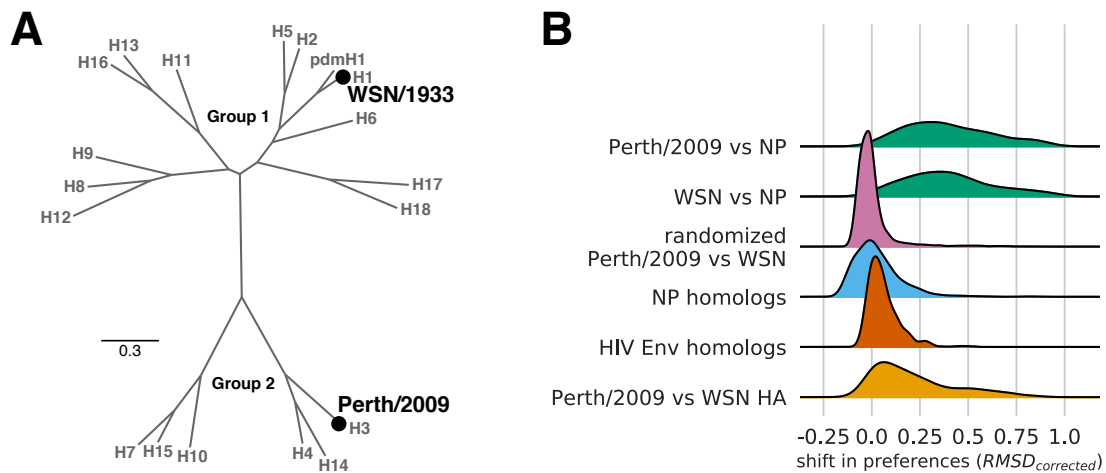 A
H13
H16
H11
H5
H2
pdmH1
H1
WSN/1933
Group 1
H6
H9
H8
H12
H17
H18
0.3
Group 2
Perth/2009
H3
H7
H15
H10
H4
H14
B
Perth/2009 vs NP
WSN vs NP
randomized
Perth/2009 vs WSN
NP homologs
HIV Env homologs
Perth/2009 vs WSN HA
-0.25 0.0 0.25 0.5 0.75 1.0
shift in preferences (RMSDcorrected)